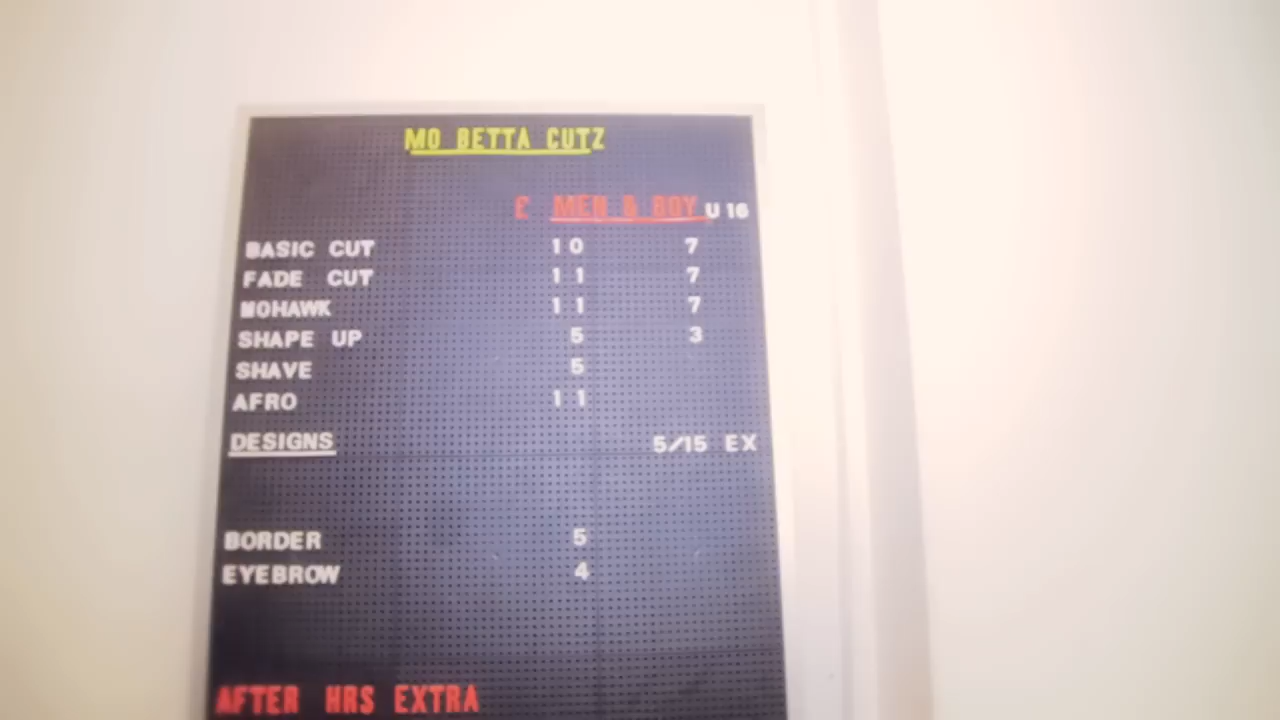 MO BETTA CUTZ
£ MEN & BOY U 16
BASIC CUT 10 7
FADE CUT 11 7
MOHAWK 11 7
SHAPE UP 5 3
SHAVE 5
AFRO 11
DESIGNS 5/15 EX
BORDER 5
EYEBROW 4
AFTER HRS EXTRA